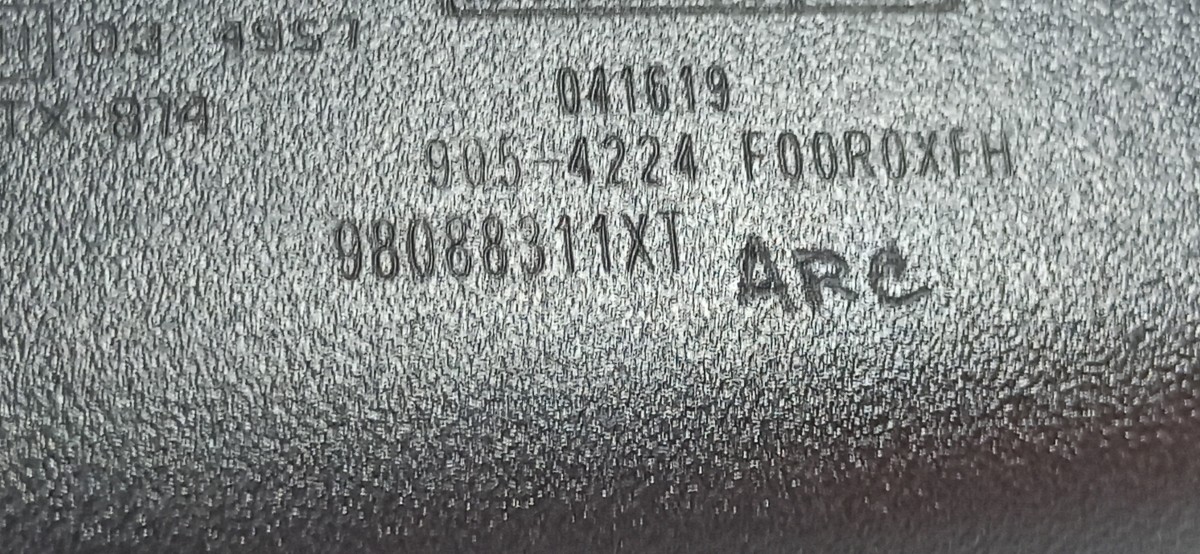 041619
TX 874
905-4224 F00R0XFH
98088311XT ARC